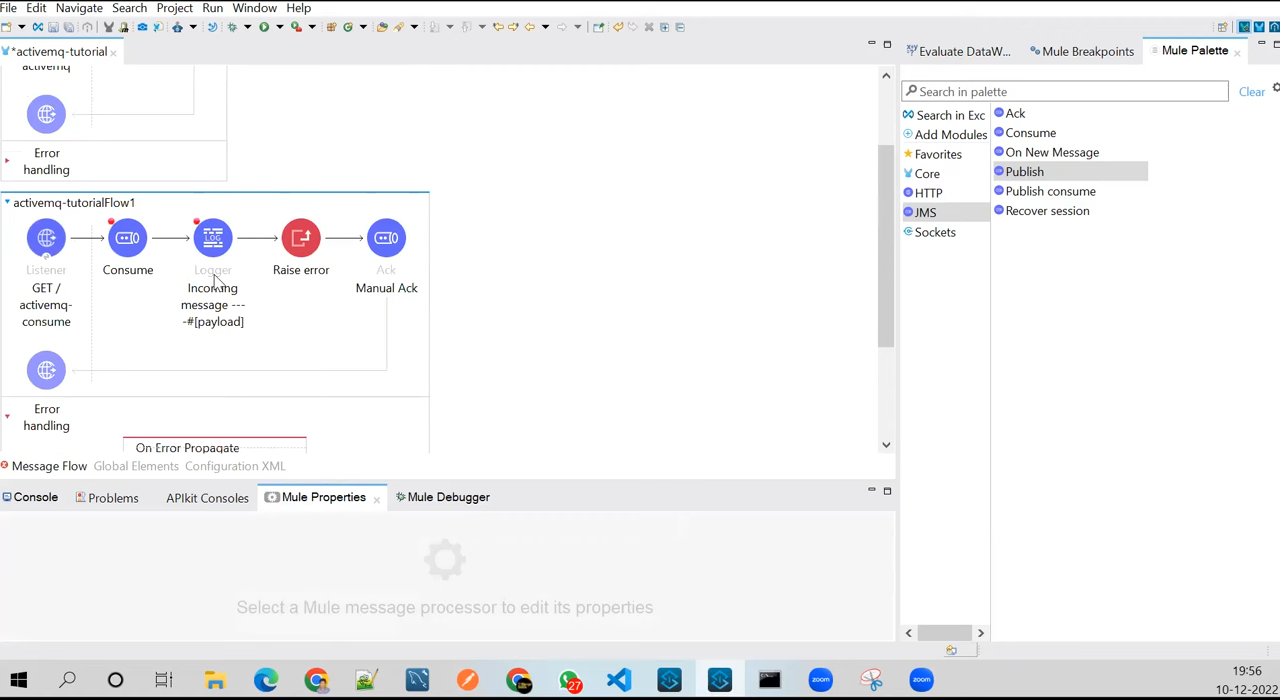 File Edit Navigate Search Project Run Window Help
*activemq-tutorial
Evaluate DataW...
Mule Breakpoints
Mule Palette
activemq
Search in palette
Clear
Error
handling
Search in Exc
Add Modules
Favorites
Core
HTTP
JMS
Sockets
Ack
Consume
On New Message
Publish
Publish consume
Recover session
activemq-tutorialFlow1
LOG
Listener
GET /
activemq-
consume
Consume
Logger
Incoming
message ---
-#[payload]
Raise error
Ack
Manual Ack
Error
handling
On Error Propagate
Message Flow Global Elements Configuration XML
Console
Problems
APIkit Consoles
Mule Properties
Mule Debugger
Select a Mule message processor to edit its properties
27
zoom
zoom
19:56
10-12-2022